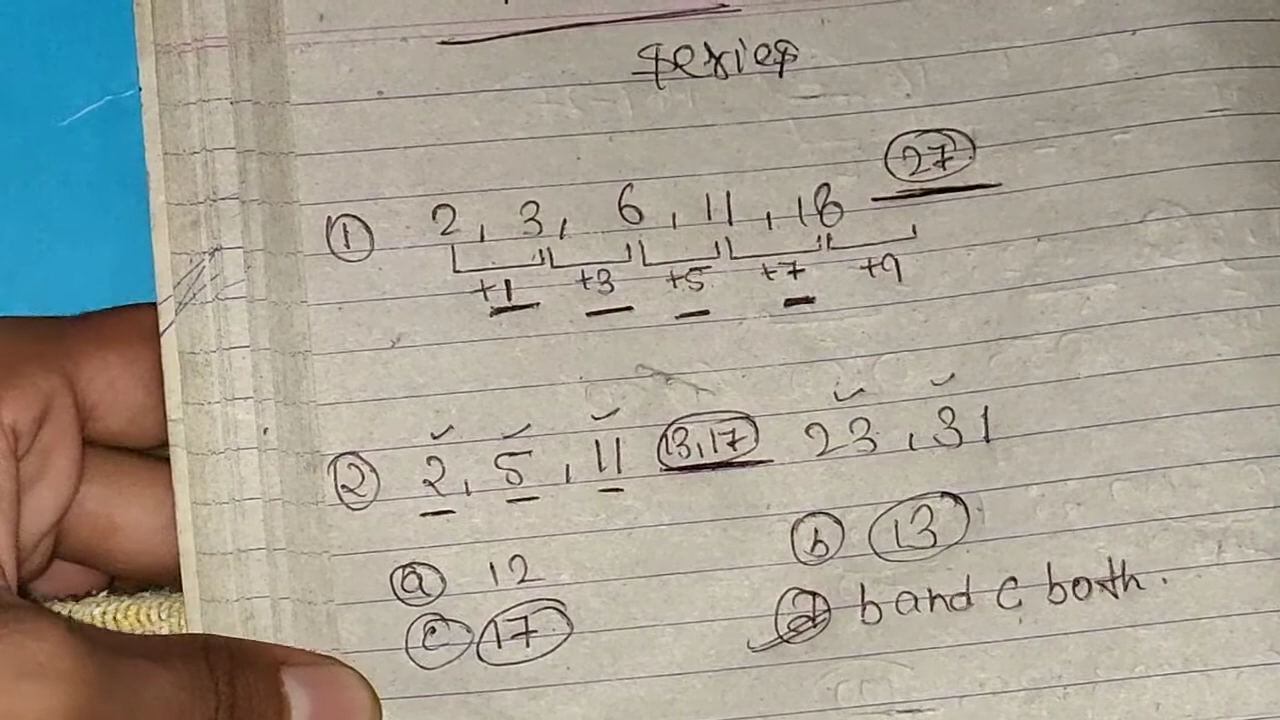 series
27
① 2, 3, 6, 11, 18
+1 +3 +5 +7 +9
② 2, 5, 11 13,17 23, 31
ⓐ 12 ⓑ 13
ⓒ 17 ⓓ b and c both.